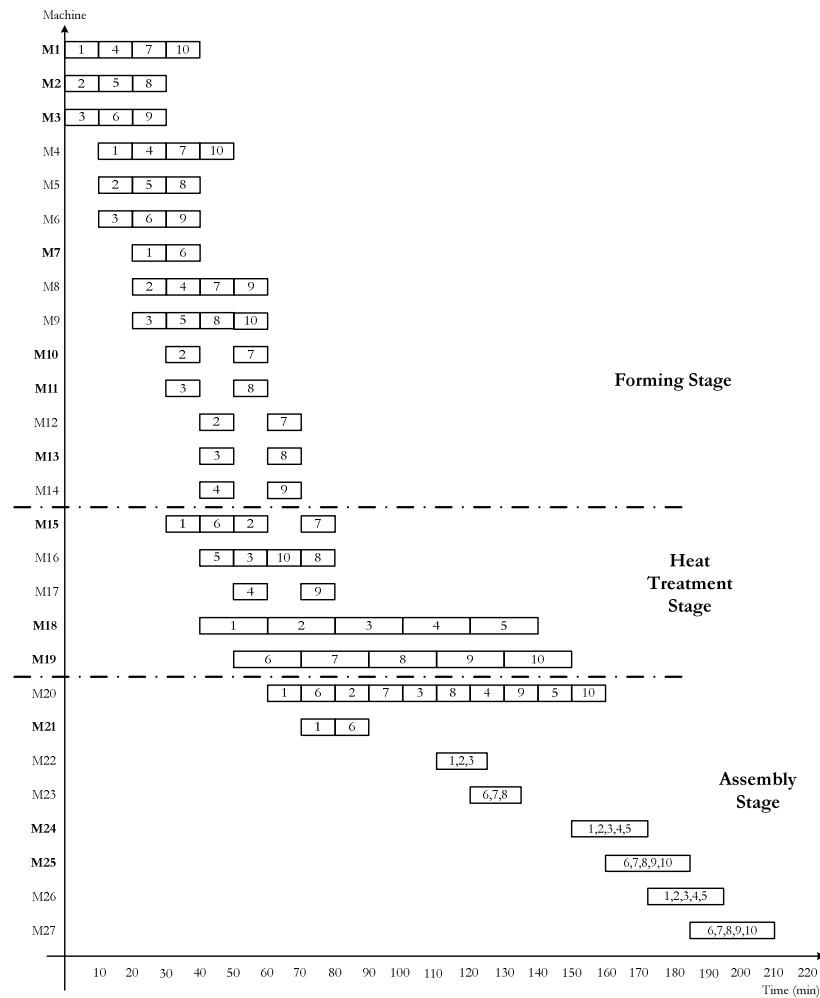 Machine
M1 1 4 7 10
M2 2 5 8
M3 3 6 9
M4 1 4 7 10
M5 2 5 8
M6 3 6 9
M7 1 6
M8 2 4 7 9
M9 3 5 8 10
M10 2 7
M11 3 8
Forming Stage
M12 2 7
M13 3 8
M14 4 9
M15 1 6 2 7
M16 5 3 10 8
M17 4 9
Heat
Treatment
Stage
M18 1 2 3 4 5
M19 6 7 8 9 10
M20 1 6 2 7 3 8 4 9 5 10
M21 1 6
M22 1,2,3
M23 6,7,8
Assembly
Stage
M24 1,2,3,4,5
M25 6,7,8,9,10
M26 1,2,3,4,5
M27 6,7,8,9,10
10 20 30 40 50 60 70 80 90 100 110 120 130 140 150 160 170 180 190 200 210 220
Time (min)